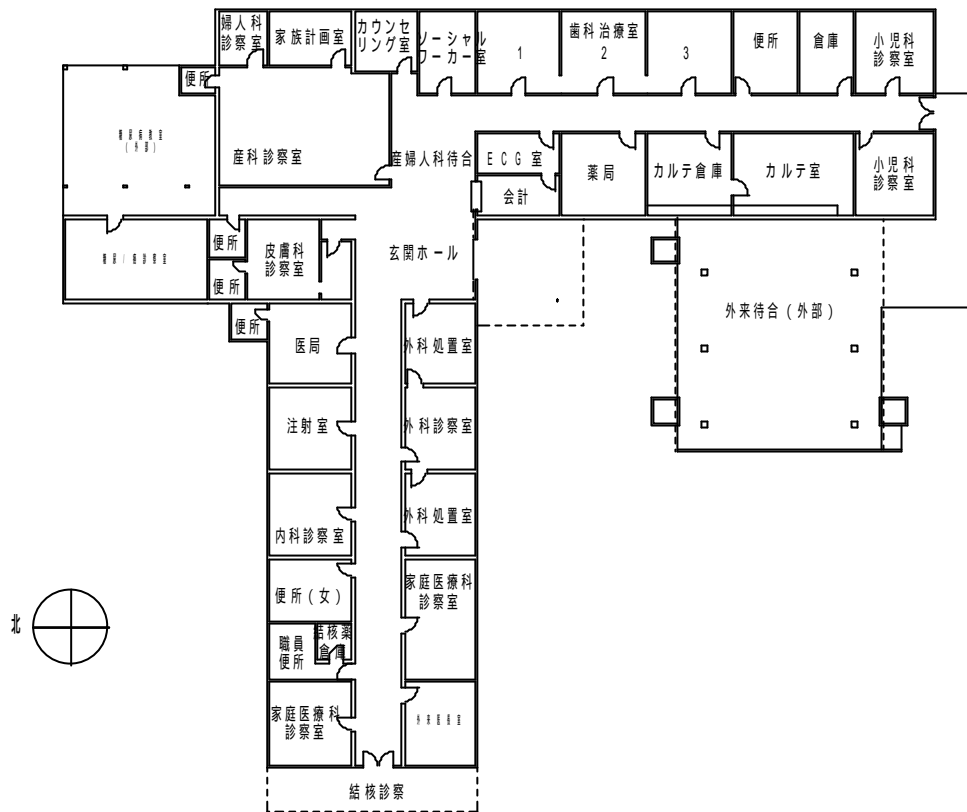 婦人科
診察室
家族計画室
カウンセ
リング室
ソーシャル
ワーカー室
1
歯科治療室
2
3
便所
倉庫
小児科
診察室
便所
産科診察室
産婦人科待合
ECG室
会計
薬局
カルテ倉庫
カルテ室
小児科
診察室
便所
便所
皮膚科
診察室
玄関ホール
外来待合(外部)
便所
医局
外科処置室
注射室
外科診察室
内科診察室
外科処置室
便所(女)
家庭医療科
診察室
北
職員
便所
結核薬
倉庫
家庭医療科
診察室
結核診察